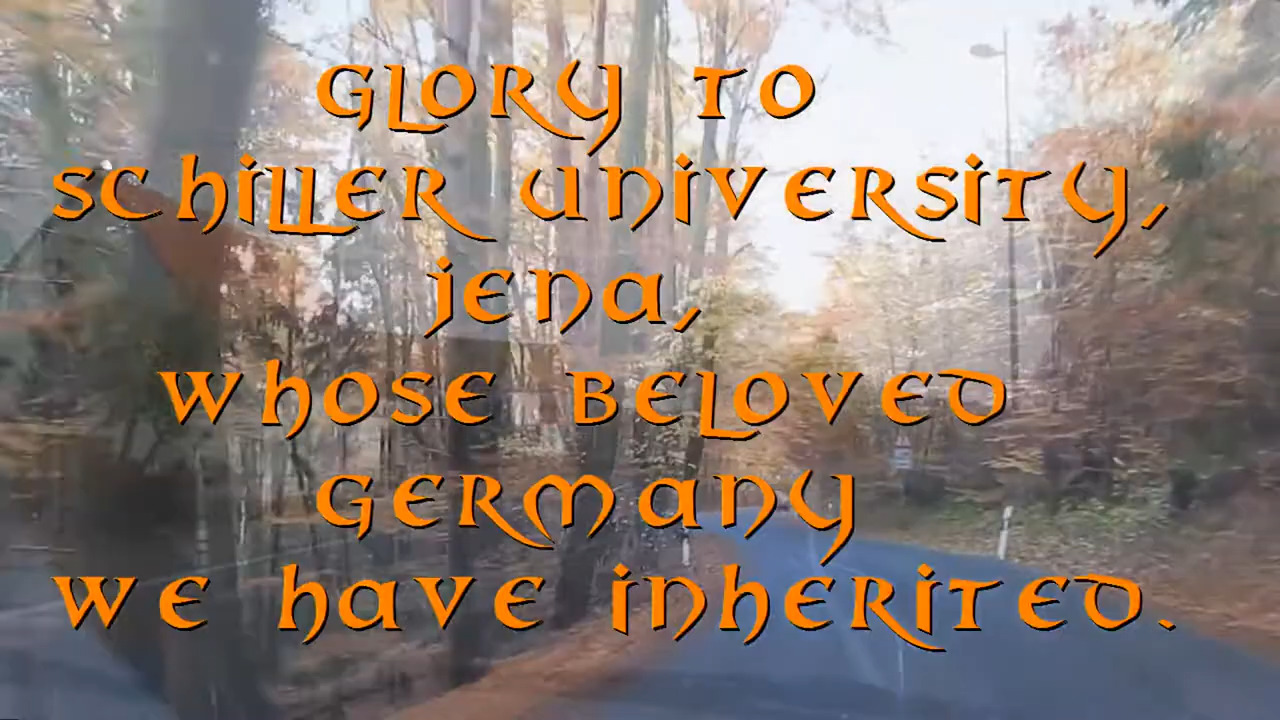 GLORY TO
SCHILLER UNIVERSITY,
JENA,
WHOSE BELOVED
GERMANY
WE HAVE INHERITED.